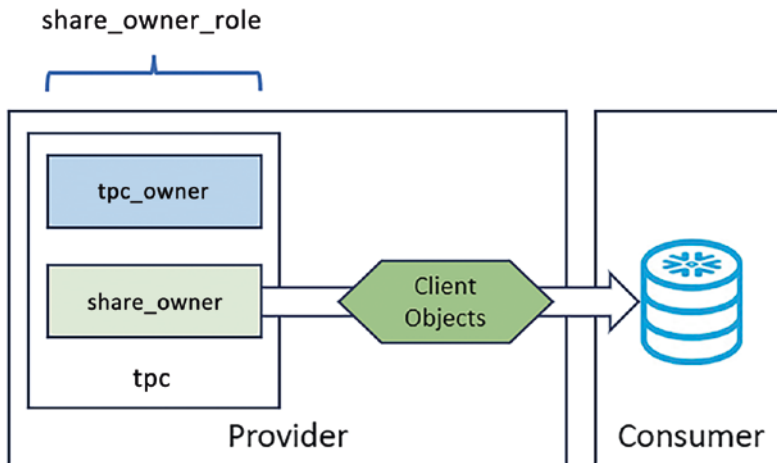 share_owner_role
tpc_owner
share_owner
Client
Objects
tpc
Provider
Consumer